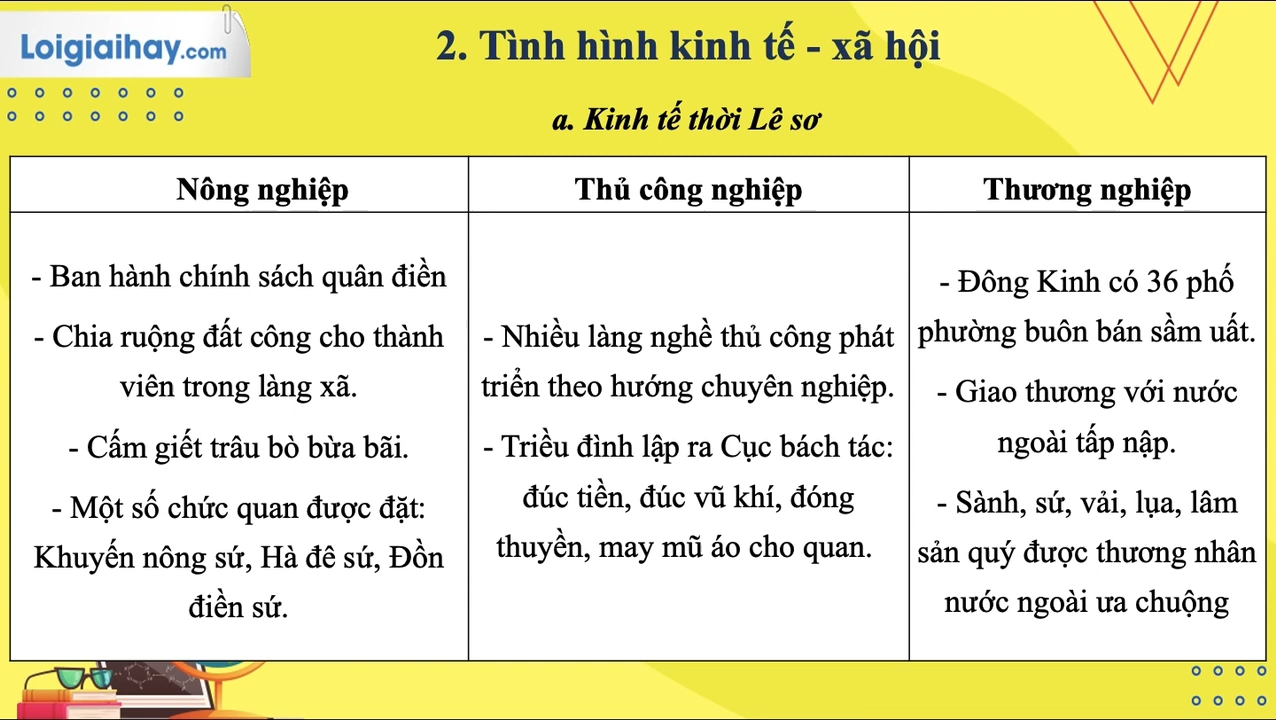 Loigiaihay.com
2. Tình hình kinh tế - xã hội
a. Kinh tế thời Lê sơ
Nông nghiệp
Thủ công nghiệp
Thương nghiệp
- Ban hành chính sách quân điền
- Chia ruộng đất công cho thành
viên trong làng xã.
- Cấm giết trâu bò bừa bãi.
- Một số chức quan được đặt:
Khuyến nông sứ, Hà đê sứ, Đồn
điền sứ.
- Nhiều làng nghề thủ công phát
triển theo hướng chuyên nghiệp.
- Triều đình lập ra Cục bách tác:
đúc tiền, đúc vũ khí, đóng
thuyền, may mũ áo cho quan.
- Đông Kinh có 36 phố
phường buôn bán sầm uất.
- Giao thương với nước
ngoài tấp nập.
- Sành, sứ, vải, lụa, lâm
sản quý được thương nhân
nước ngoài ưa chuộng